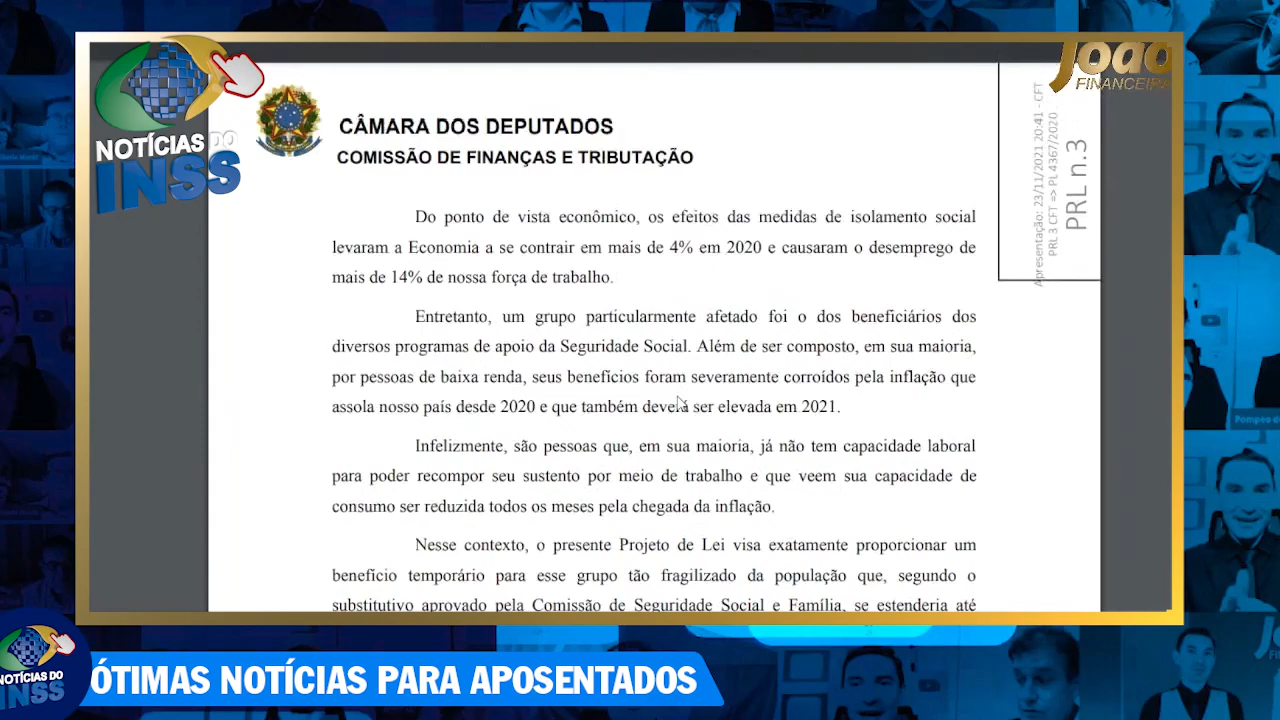 NOTÍCIAS DO
INSS
João
FINANCEIRA
CÂMARA DOS DEPUTADOS
COMISSÃO DE FINANÇAS E TRIBUTAÇÃO
Apresentação: 23/11/2021 20:41 - CFT
PRL 3 CFT => PL 4367/2020
PRL n.3
Do ponto de vista econômico, os efeitos das medidas de isolamento social
levaram a Economia a se contrair em mais de 4% em 2020 e causaram o desemprego de
mais de 14% de nossa força de trabalho.
Entretanto, um grupo particularmente afetado foi o dos beneficiários dos
diversos programas de apoio da Seguridade Social. Além de ser composto, em sua maioria,
por pessoas de baixa renda, seus benefícios foram severamente corroídos pela inflação que
assola nosso país desde 2020 e que também deverá ser elevada em 2021.
Infelizmente, são pessoas que, em sua maioria, já não tem capacidade laboral
para poder recompor seu sustento por meio de trabalho e que veem sua capacidade de
consumo ser reduzida todos os meses pela chegada da inflação.
Nesse contexto, o presente Projeto de Lei visa exatamente proporcionar um
benefício temporário para esse grupo tão fragilizado da população que, segundo o
substitutivo aprovado pela Comissão de Seguridade Social e Família, se estenderia até
Pompeo d
NOTÍCIAS DO
INSS
ÓTIMAS NOTÍCIAS PARA APOSENTADOS